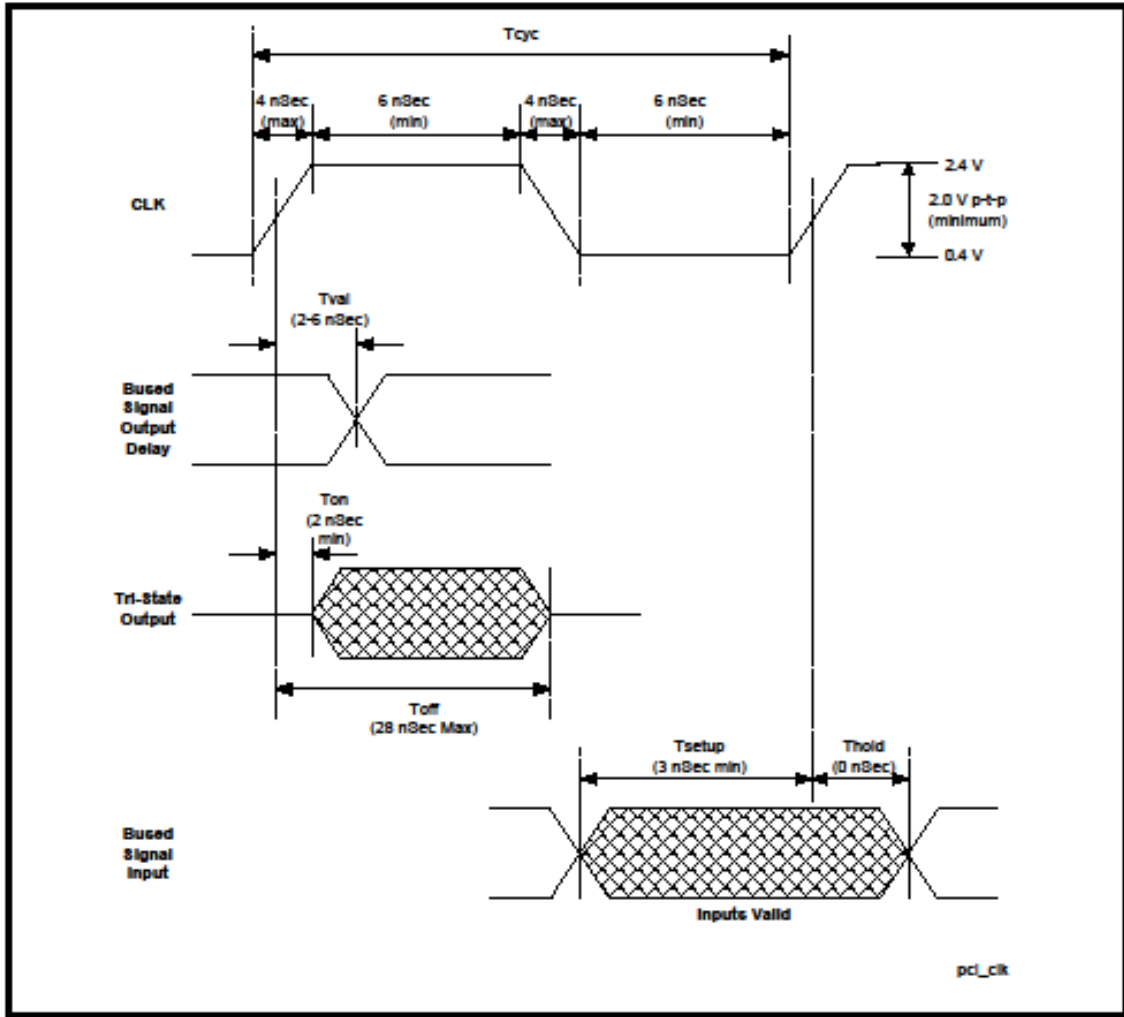 Tcyc
4 nSec
(max)
6 nSec
(min)
4 nSec
(max)
6 nSec
(min)
CLK
2.4 V
2.0 V p-t-p
(minimum)
0.4 V
Tval
(2-6 nSec)
Bused
Signal
Output
Delay
Ton
(2 nSec
min)
Tri-State
Output
Toff
(28 nSec Max)
Tsetup
(3 nSec min)
Thold
(0 nSec)
Bused
Signal
Input
Inputs Valid
pci_clk